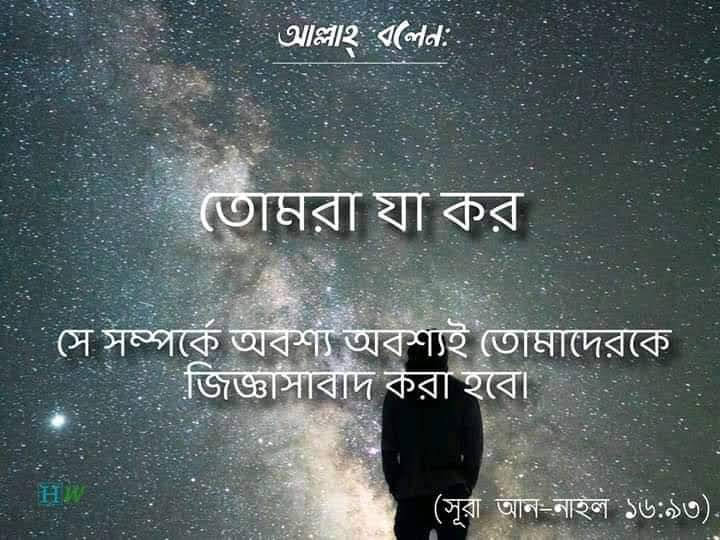 আল্লাহ্ বলেন:
তোমরা যা কর
সে সম্পর্কে অবশ্য অবশ্যই তোমাদেরকে
জিজ্ঞাসাবাদ করা হবে।
HW
(সূরা আন-নাহল ১৬:৯৩)